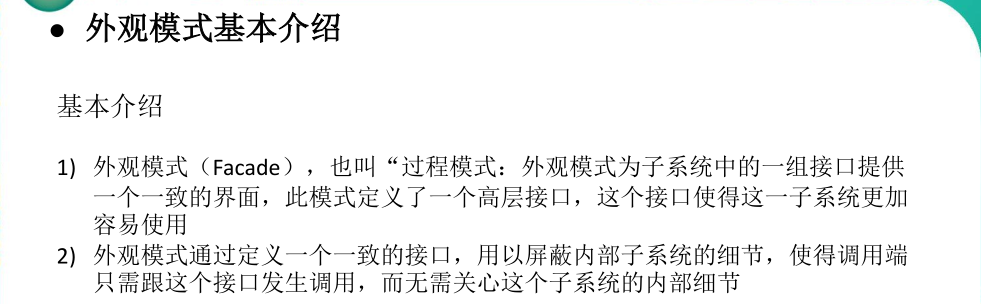 ● 外观模式基本介绍
基本介绍
1) 外观模式（Facade），也叫“过程模式：外观模式为子系统中的一组接口提供
一个一致的界面，此模式定义了一个高层接口，这个接口使得这一子系统更加
容易使用
2) 外观模式通过定义一个一致的接口，用以屏蔽内部子系统的细节，使得调用端
只需跟这个接口发生调用，而无需关心这个子系统的内部细节